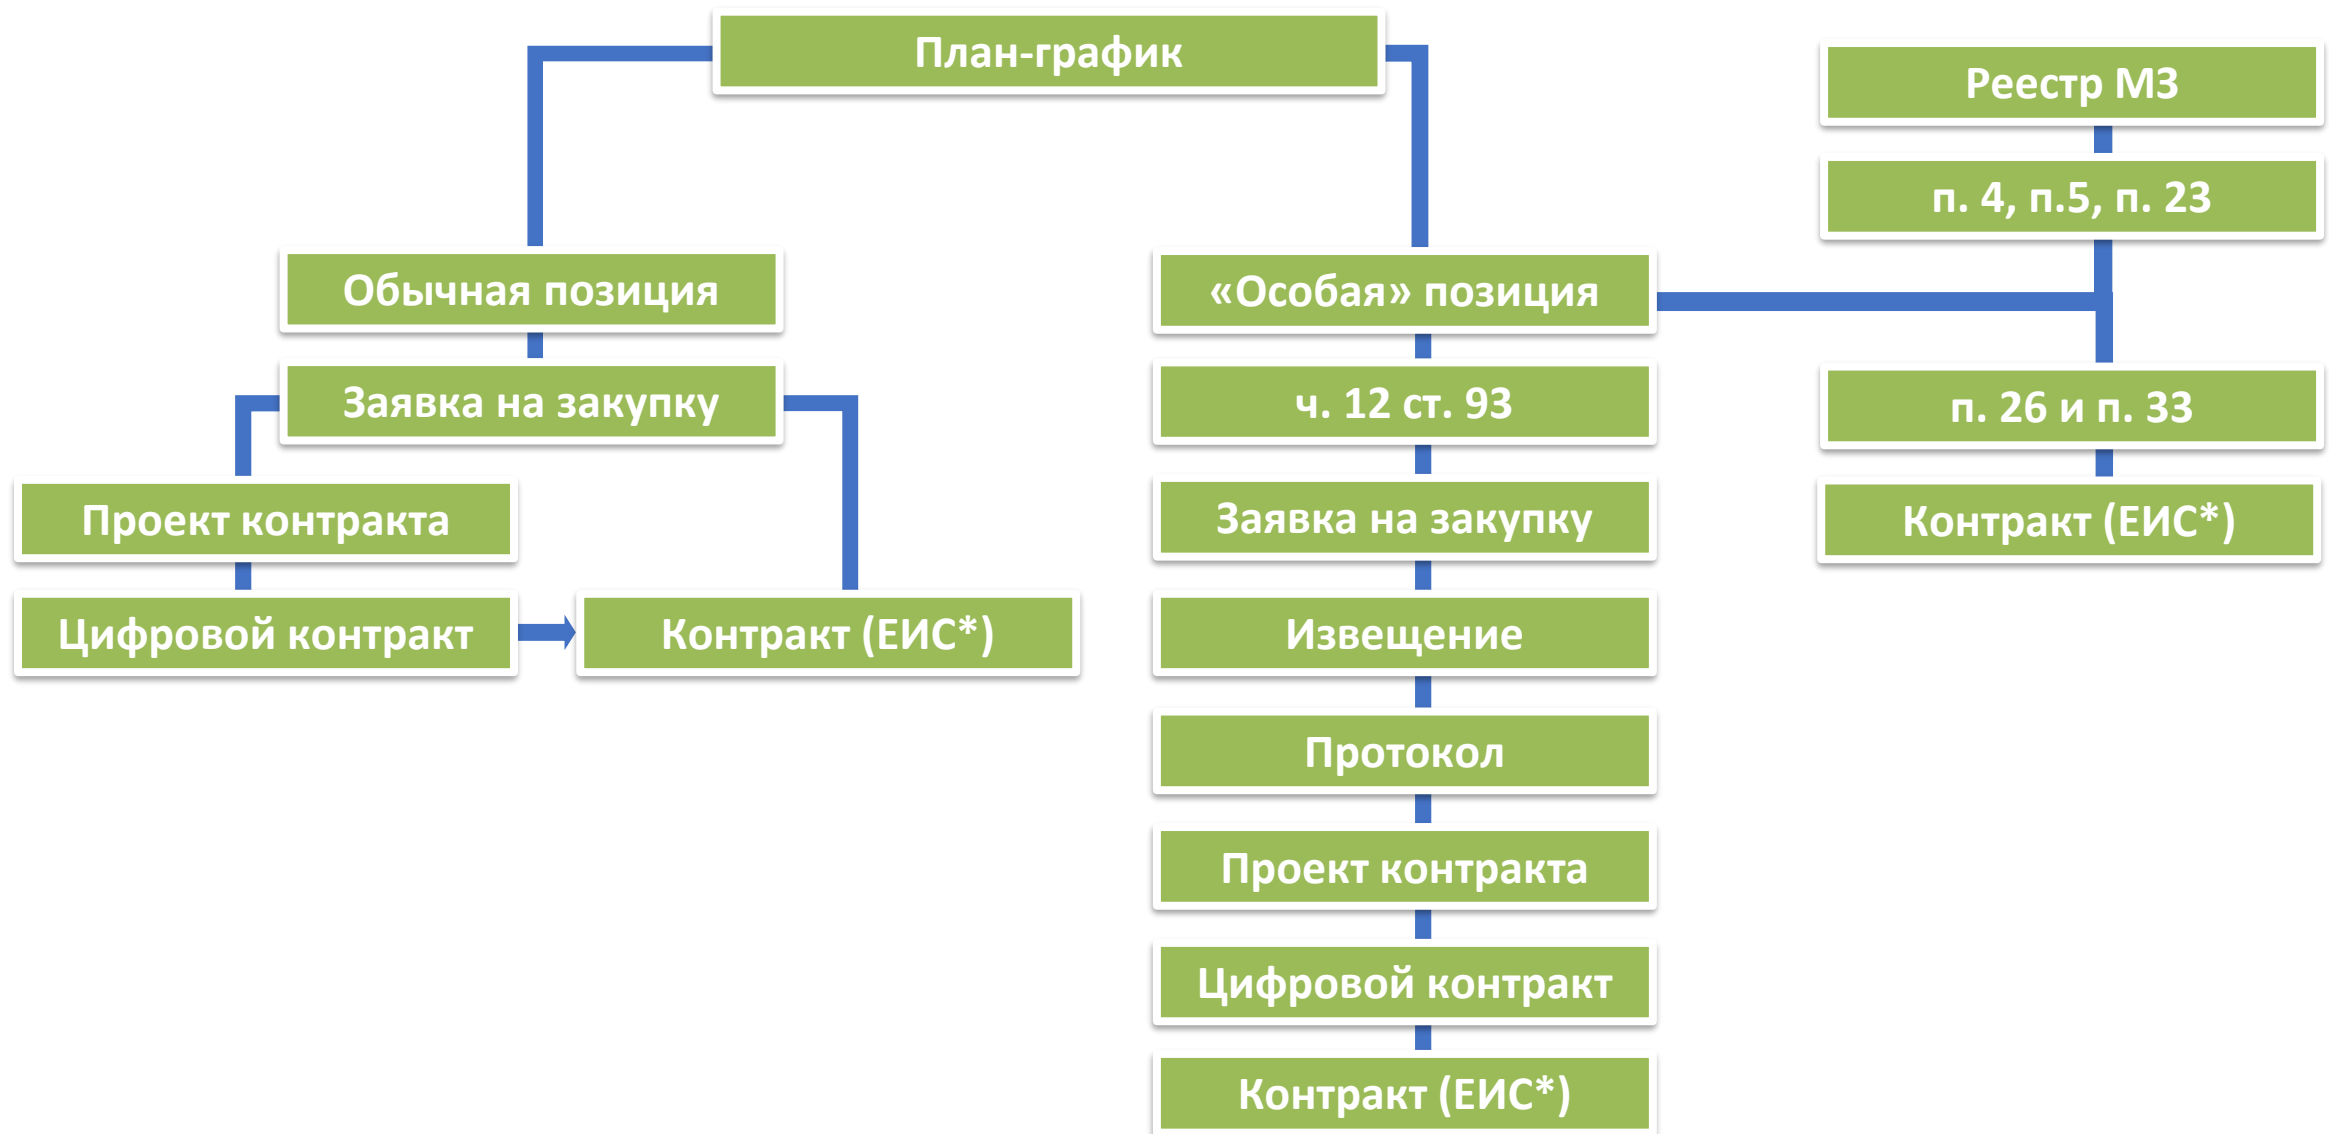 План-график
Обычная позиция
Заявка на закупку
Проект контракта
Цифровой контракт
Контракт (ЕИС*)
«Особая» позиция
ч. 12 ст. 93
Заявка на закупку
Извещение
Протокол
Проект контракта
Цифровой контракт
Контракт (ЕИС*)
Реестр МЗ
п. 4, п.5, п. 23
п. 26 и п. 33
Контракт (ЕИС*)